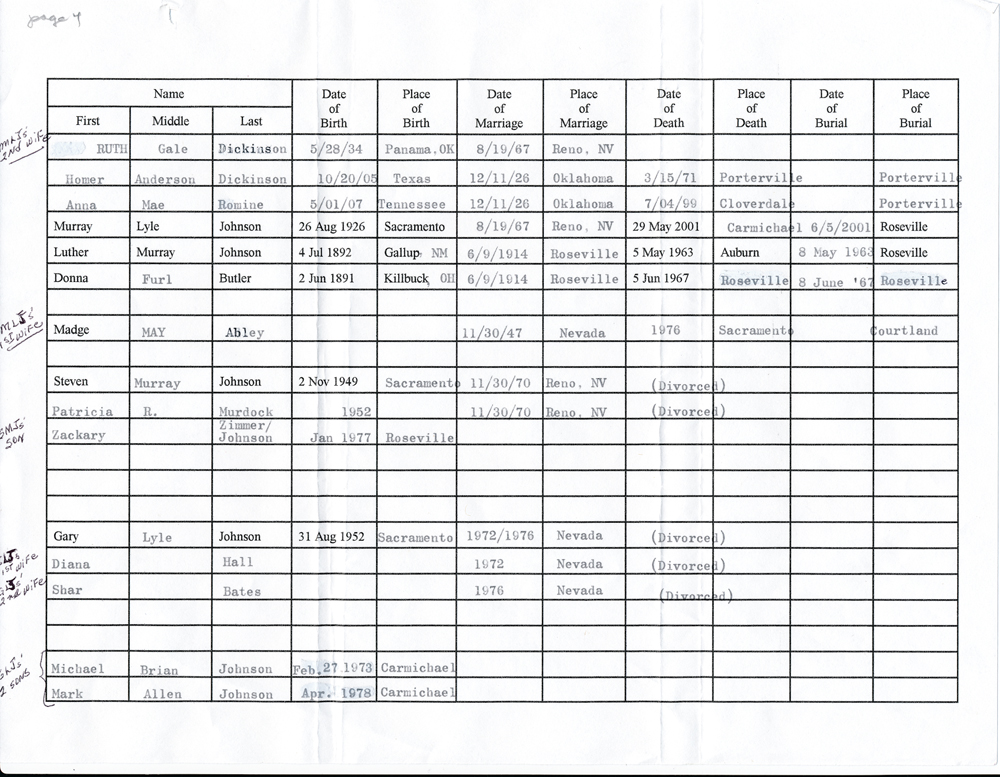 page 4
Name
Date of Birth
Place of Birth
Date of Marriage
Place of Marriage
Date of Death
Place of Death
Date of Burial
Place of Burial
First Middle Last
MLJs' 2ND WIFE
RUTH Gale Dickinson 5/28/34 Panama,OK 8/19/67 Reno, NV
Homer Anderson Dickinson 10/20/05 Texas 12/11/26 Oklahoma 3/15/71 Porterville Porterville
Anna Mae Romine 5/01/07 Tennessee 12/11/26 Oklahoma 7/04/99 Cloverdale Porterville
Murray Lyle Johnson 26 Aug 1926 Sacramento 8/19/67 Reno, NV 29 May 2001 Carmichael 6/5/2001 Roseville
Luther Murray Johnson 4 Jul 1892 Gallup, NM 6/9/1914 Roseville 5 May 1963 Auburn 8 May 1963 Roseville
Donna Furl Butler 2 Jun 1891 Killbuck, OH 6/9/1914 Roseville 5 Jun 1967 Roseville 8 June '67 Roseville
MLJs' 1ST WIFE
Madge MAY Abley 11/30/47 Nevada 1976 Sacramento Courtland
Steven Murray Johnson 2 Nov 1949 Sacramento 11/30/70 Reno, NV (Divorced)
Patricia R. Murdock 1952 11/30/70 Reno, NV (Divorced)
SMJs' SON
Zackary Zimmer/ Johnson Jan 1977 Roseville
Gary Lyle Johnson 31 Aug 1952 Sacramento 1972/1976 Nevada (Divorced)
LJs 1ST WIFE
Diana Hall 1972 Nevada (Divorced)
GLJs' 2nd WIFE
Shar Bates 1976 Nevada (Divorced)
GLJs' 2 SONS
Michael Brian Johnson Feb.27 1973 Carmichael
Mark Allen Johnson Apr. 1978 Carmichael